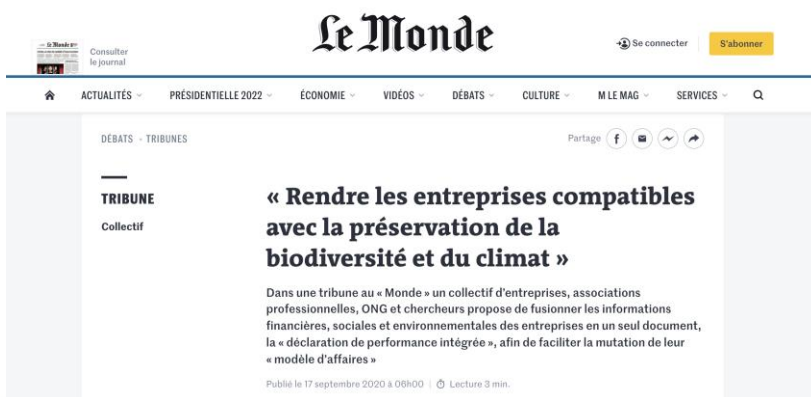 Consulter
le journal
Le Monde
Se connecter
S'abonner
ACTUALITÉS PRÉSIDENTIELLE 2022 ÉCONOMIE VIDÉOS DÉBATS CULTURE M LE MAG SERVICES
DÉBATS - TRIBUNES
Partage
TRIBUNE
Collectif
« Rendre les entreprises compatibles
avec la préservation de la
biodiversité et du climat »
Dans une tribune au « Monde » un collectif d'entreprises, associations
professionnelles, ONG et chercheurs propose de fusionner les informations
financières, sociales et environnementales des entreprises en un seul document,
la « déclaration de performance intégrée », afin de faciliter la mutation de leur
« modèle d'affaires »
Publié le 17 septembre 2020 à 06h00 | Lecture 3 min.